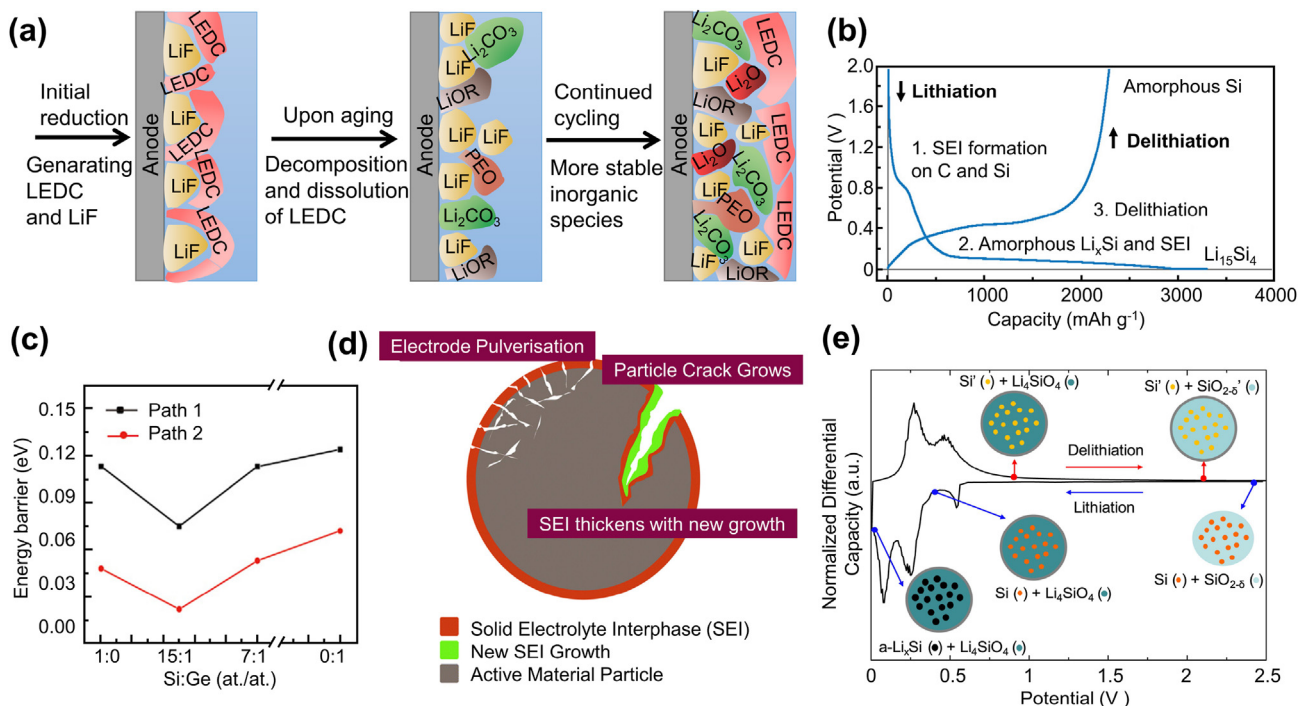 (a)
Initial
reduction
Genarating
LEDC
and LiF
Anode
LEDC
LiF
LEDC
LiF
LEDC
LiF
LEDC
LiF
Upon aging
Decomposition
and dissolution
of LEDC
Anode
LiF
Li2CO3
LiF
LiOR
LiF
LiF
PEO
LiF
Li2CO3
LiF
LiOR
Continued
cycling
More stable
inorganic
species
Anode
Li2CO3
LEDC
LiF
Li2O
LiOR
LiF
LiF
Li2O
LEDC
Li2CO3
LiF
PEO
Li2CO3
LiF
LEDC
LiF
LiOR
(b)
Potential (V )
2.0
1.6
1.2
0.8
0.4
0
Lithiation
Amorphous Si
Delithiation
1. SEI formation
on C and Si
3. Delithiation
2. Amorphous LixSi and SEI
Li15Si4
0 1000 2000 3000 4000
Capacity (mAh g-1)
(c)
Energy barrier (eV)
0.15
0.12
0.09
0.06
0.03
0.00
Path 1
Path 2
1:0 15:1 7:1 0:1
Si:Ge (at./at.)
(d)
Electrode Pulverisation
Particle Crack Grows
SEI thickens with new growth
Solid Electrolyte Interphase (SEI)
New SEI Growth
Active Material Particle
(e)
Normalized Differential
Capacity (a.u.)
Si' ( ) + Li4SiO4 ( )
Si' ( ) + SiO2-δ' ( )
Delithiation
Lithiation
Si ( ) + Li4SiO4 ( )
Si ( ) + SiO2-δ ( )
a-LixSi ( ) + Li4SiO4 ( )
0 0.5 1 1.5 2 2.5
Potential (V )